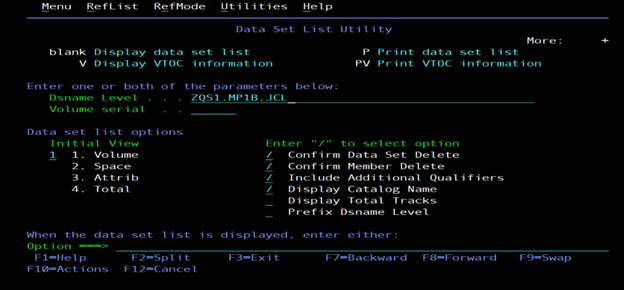 Menu RefList RefMode Utilities Help
Data Set List Utility
More: +
blank Display data set list P Print data set list
V Display VTOC information PV Print VTOC information
Enter one or both of the parameters below:
Dsname Level . . . ZQS1.MP1B.JCL_
Volume serial . . ______
Data set list options
Initial View Enter "/" to select option
1 1. Volume / Confirm Data Set Delete
2. Space / Confirm Member Delete
3. Attrib / Include Additional Qualifiers
4. Total / Display Catalog Name
_ Display Total Tracks
_ Prefix Dsname Level
When the data set list is displayed, enter either:
Option ===>
F1=Help F2=Split F3=Exit F7=Backward F8=Forward F9=Swap
F10=Actions F12=Cancel